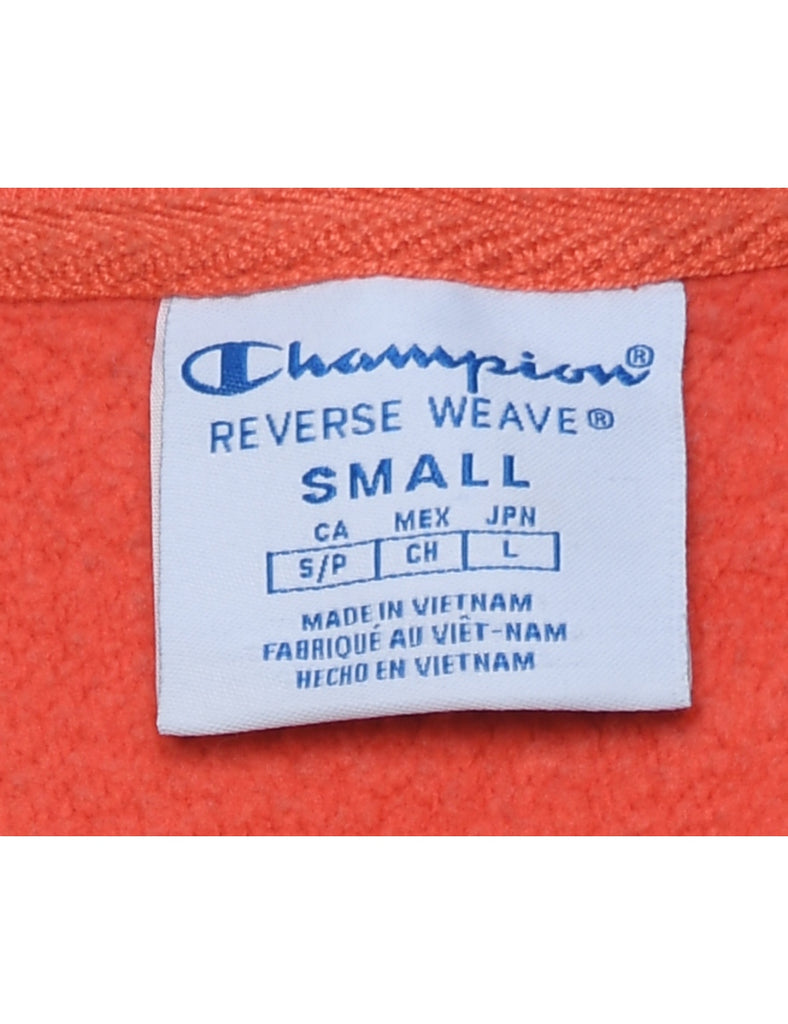 Champion®
REVERSE WEAVE®
SMALL
CA MEX JPN
S/P CH L
MADE IN VIETNAM
FABRIQUÉ AU VIÊT-NAM
HECHO EN VIETNAM